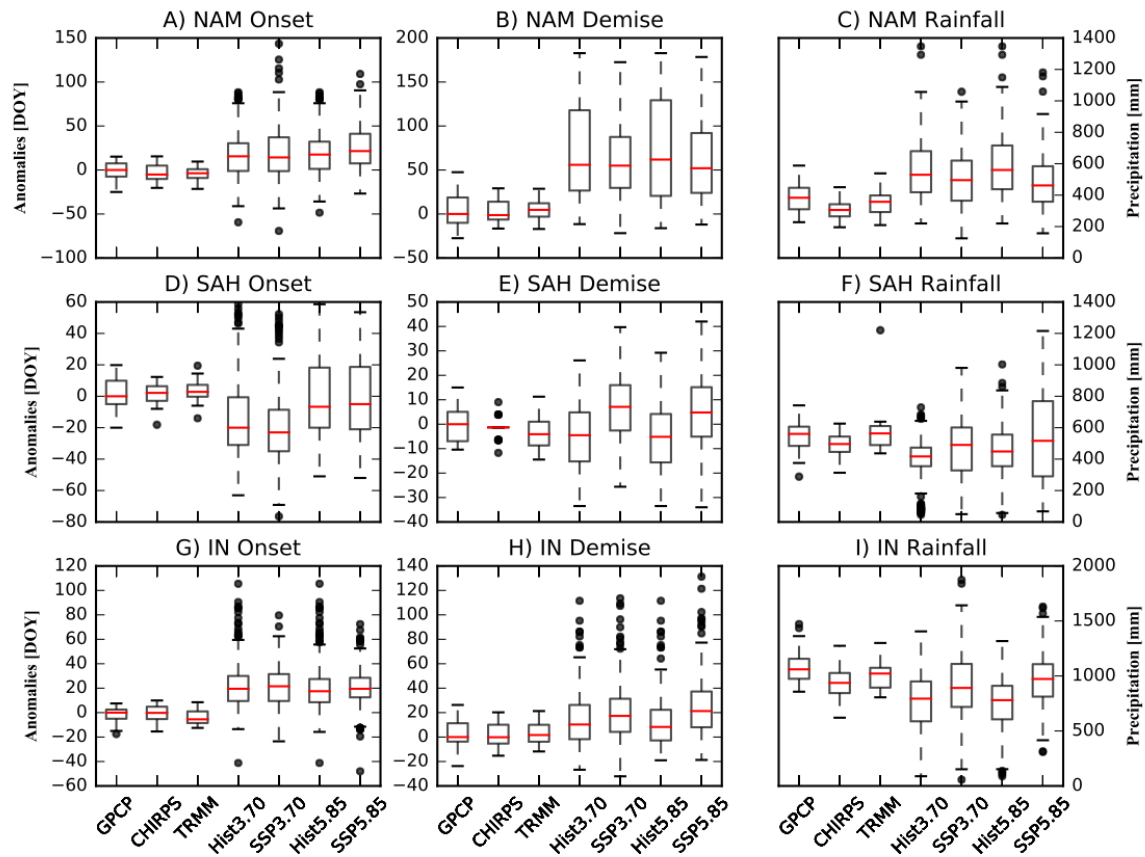 A) NAM Onset
B) NAM Demise
C) NAM Rainfall
Anomalies [DOY]
150
100
50
0
−50
−100
200
150
100
50
0
−50
1400
1200
1000
800
600
400
200
0
Precipitation [mm]
D) SAH Onset
E) SAH Demise
F) SAH Rainfall
Anomalies [DOY]
60
40
20
0
−20
−40
−60
−80
50
40
30
20
10
0
−10
−20
−30
−40
1400
1200
1000
800
600
400
200
0
Precipitation [mm]
G) IN Onset
H) IN Demise
I) IN Rainfall
Anomalies [DOY]
120
100
80
60
40
20
0
−20
−40
−60
140
120
100
80
60
40
20
0
−20
−40
2000
1500
1000
500
0
Precipitation [mm]
GPCP
CHIRPS
TRMM
Hist3.70
SSP3.70
Hist5.85
SSP5.85
GPCP
CHIRPS
TRMM
Hist3.70
SSP3.70
Hist5.85
SSP5.85
GPCP
CHIRPS
TRMM
Hist3.70
SSP3.70
Hist5.85
SSP5.85